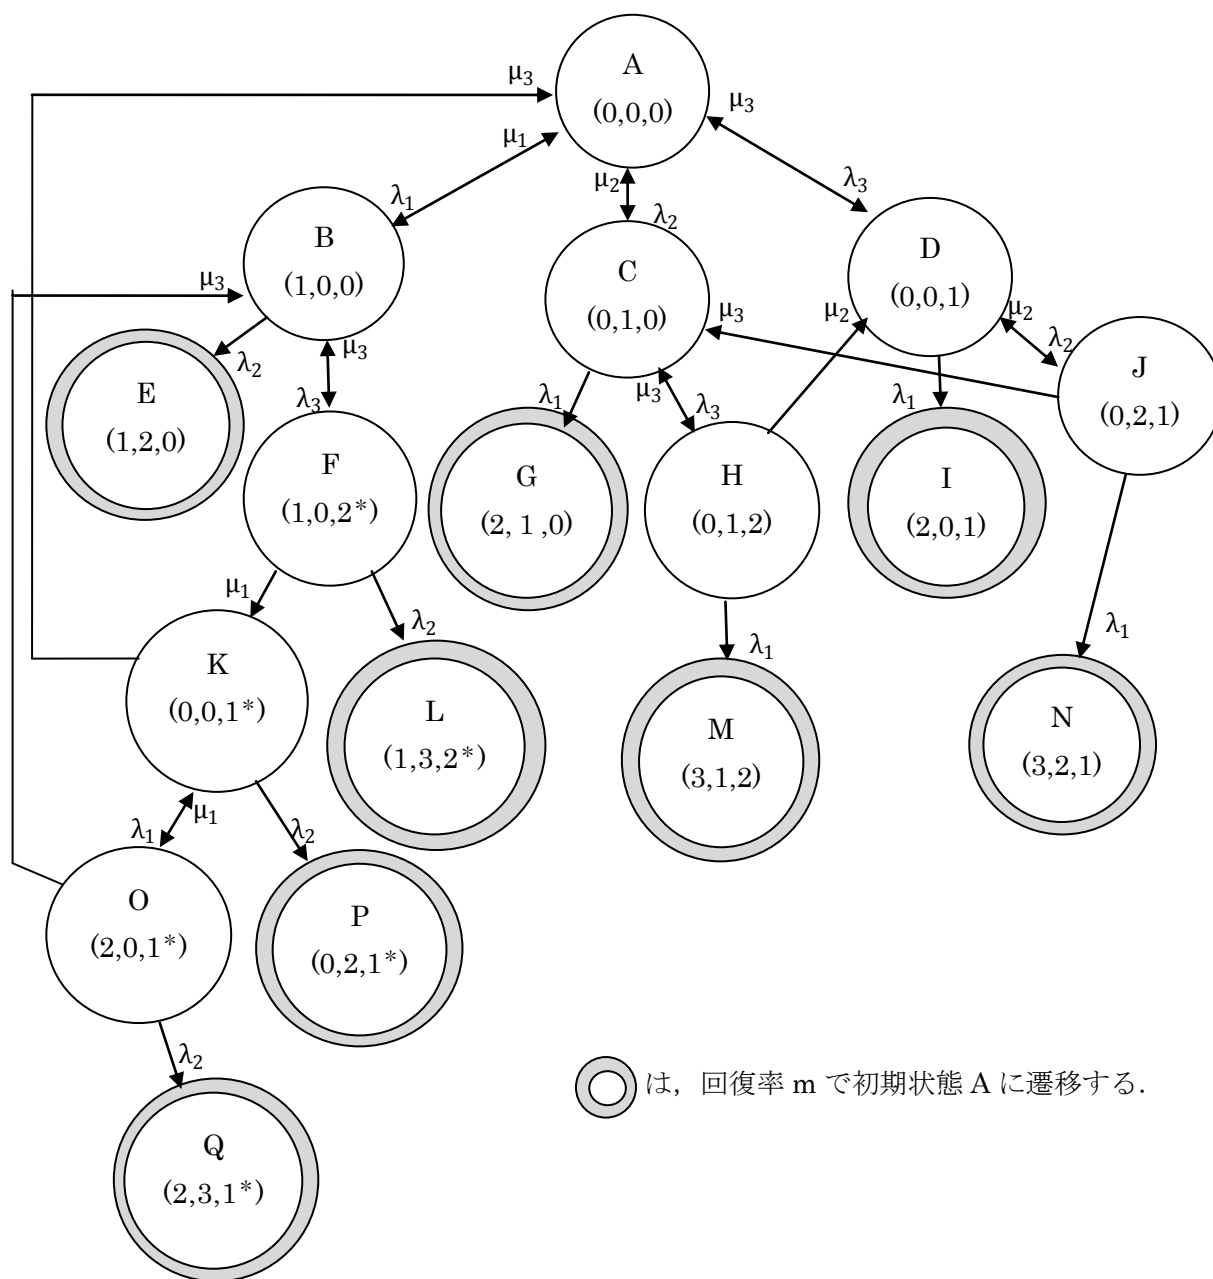 A
(0,0,0)
μ3
μ3
μ1
μ2
λ3
λ1
λ2
B
(1,0,0)
C
(0,1,0)
D
(0,0,1)
μ3
λ2
μ3
λ3
μ3
μ2
μ2
λ2
J
(0,2,1)
E
(1,2,0)
λ1
μ3
λ3
λ1
F
(1,0,2*)
G
(2, 1 ,0)
H
(0,1,2)
I
(2,0,1)
μ1
λ2
λ1
λ1
K
(0,0,1*)
L
(1,3,2*)
M
(3,1,2)
N
(3,2,1)
λ1
μ1
λ2
O
(2,0,1*)
P
(0,2,1*)
λ2
は，回復率 m で初期状態 A に遷移する．
Q
(2,3,1*)